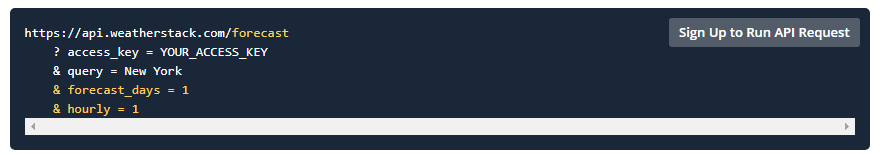 https://api.weatherstack.com/forecast
Sign Up to Run API Request
? access_key = YOUR_ACCESS_KEY
& query = New York
& forecast_days = 1
& hourly = 1